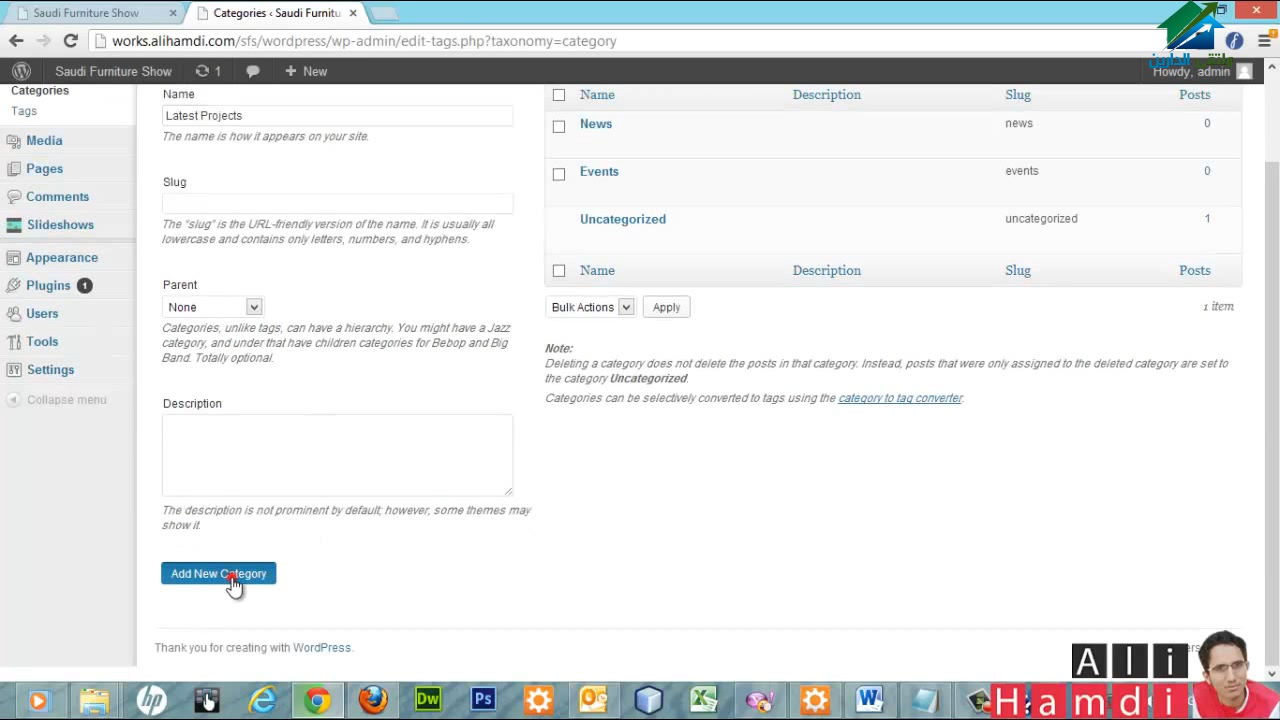 Saudi Furniture Show
Categories ‹ Saudi Furnitu
works.alihamdi.com/sfs/wordpress/wp-admin/edit-tags.php?taxonomy=category
Saudi Furniture Show 1 + New
Howdy, admin
Categories
Tags
Media
Pages
Comments
Slideshows
Appearance
Plugins 1
Users
Tools
Settings
Collapse menu
Name
Latest Projects
The name is how it appears on your site.
Slug
The “slug” is the URL-friendly version of the name. It is usually all
lowercase and contains only letters, numbers, and hyphens.
Parent
None
Categories, unlike tags, can have a hierarchy. You might have a Jazz
category, and under that have children categories for Bebop and Big
Band. Totally optional.
Description
The description is not prominent by default; however, some themes may
show it.
Add New Category
Name Description Slug Posts
News news 0
Events events 0
Uncategorized uncategorized 1
Name Description Slug Posts
Bulk Actions Apply 1 item
Note:
Deleting a category does not delete the posts in that category. Instead, posts that were only assigned to the deleted category are set to
the category Uncategorized.
Categories can be selectively converted to tags using the category to tag converter.
Thank you for creating with WordPress.
Ali
Hamdi